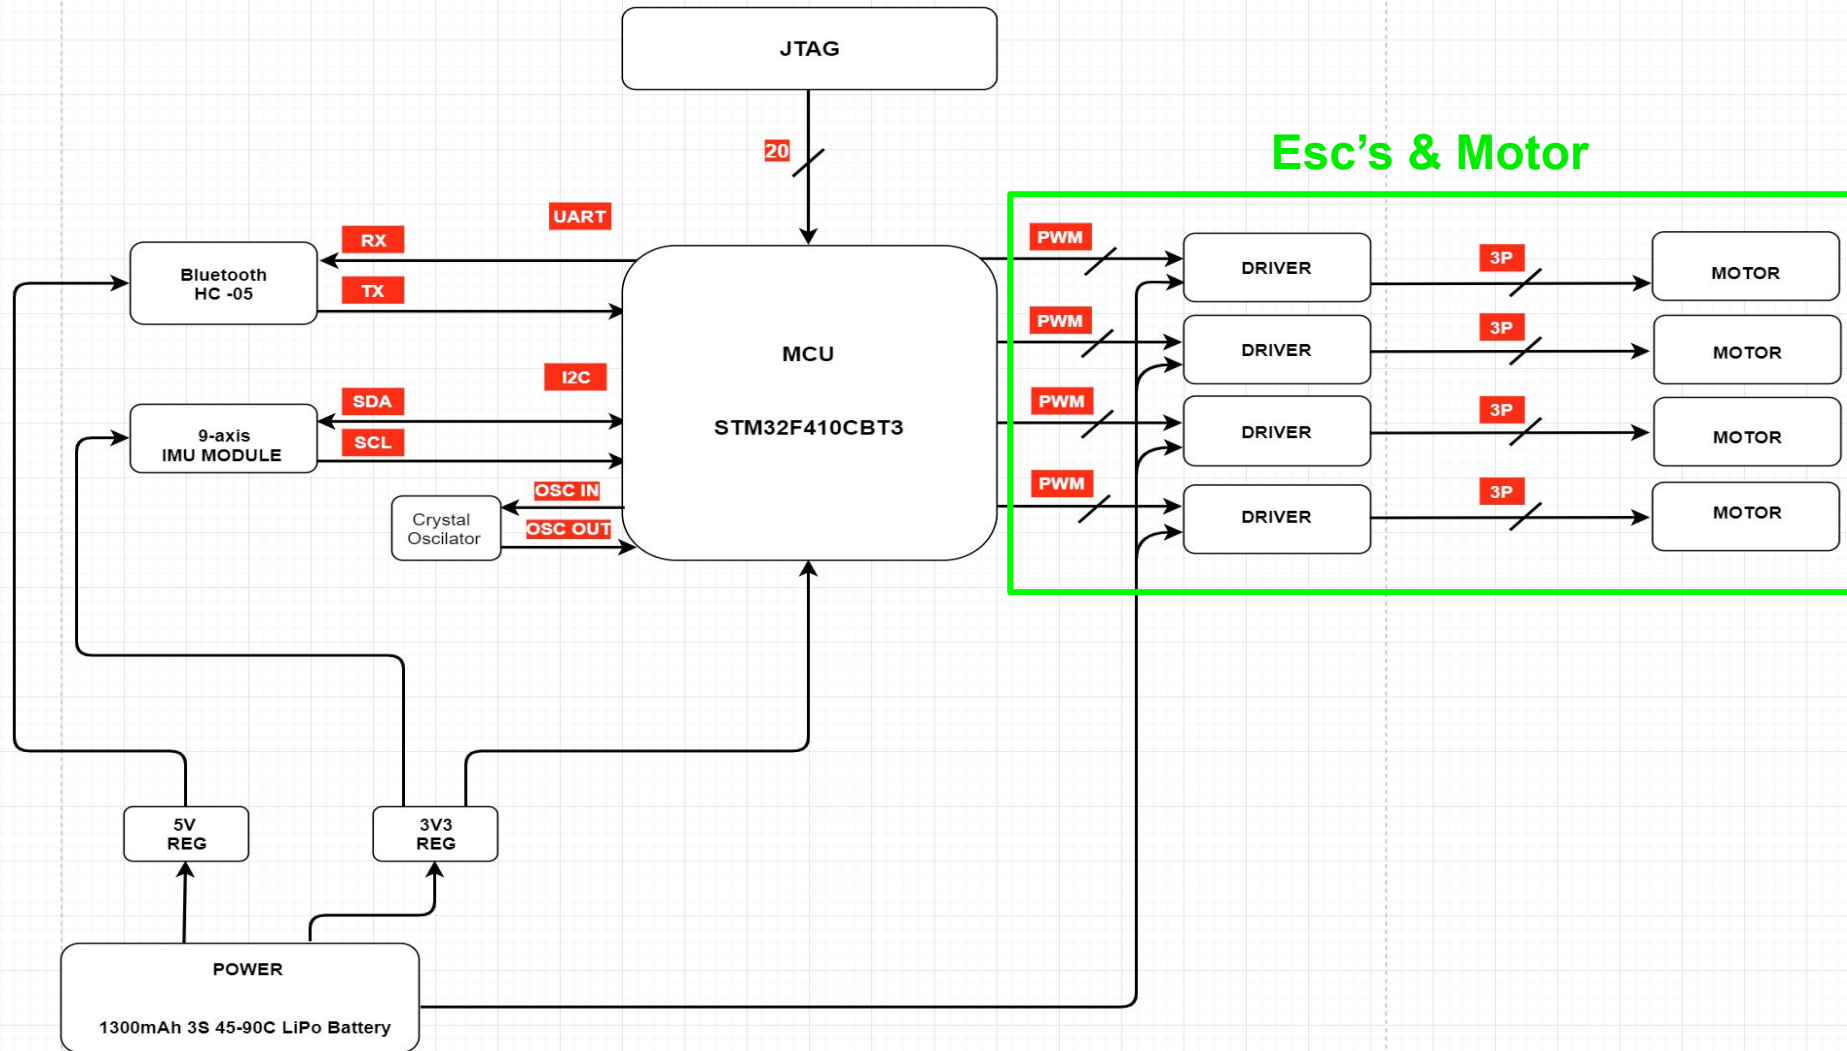 JTAG
20
Esc's & Motor
UART
RX
Bluetooth
HC -05
TX
I2C
SDA
9-axis
IMU MODULE
SCL
OSC IN
Crystal
Oscilator
OSC OUT
MCU
STM32F410CBT3
PWM
DRIVER
3P
MOTOR
PWM
DRIVER
3P
MOTOR
PWM
DRIVER
3P
MOTOR
PWM
DRIVER
3P
MOTOR
5V
REG
3V3
REG
POWER
1300mAh 3S 45-90C LiPo Battery